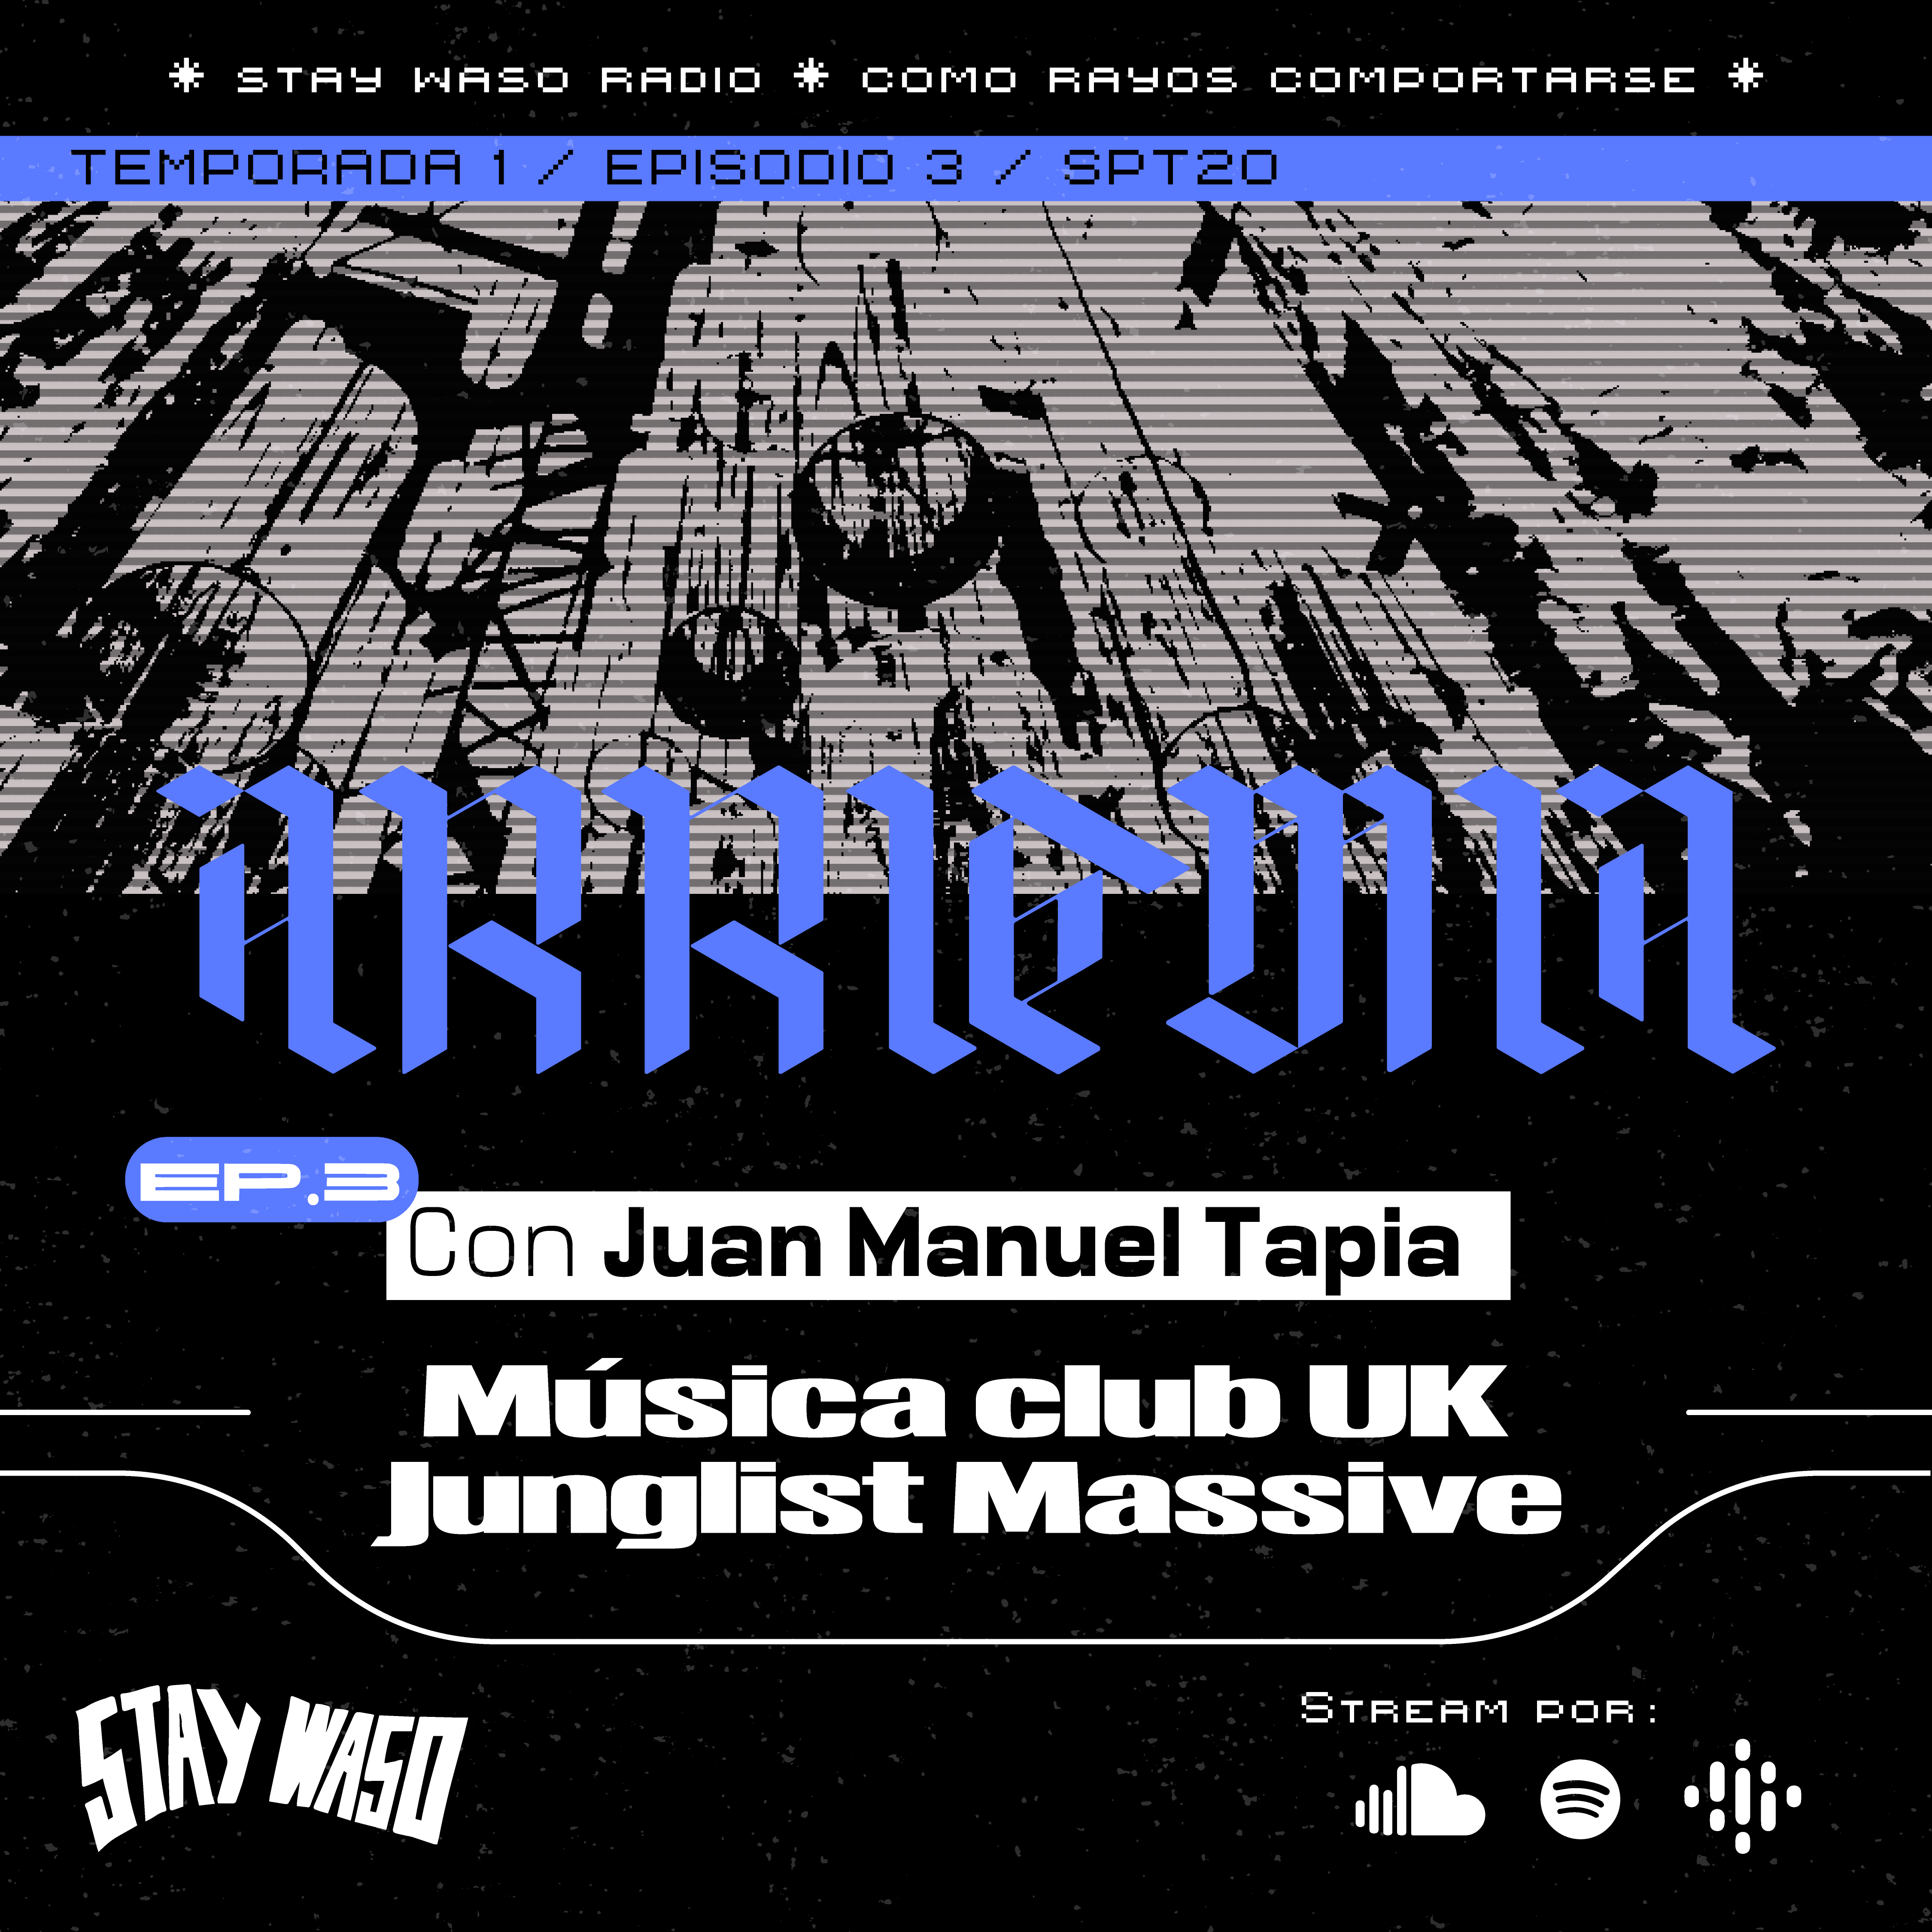 * STAY WASO RADIO * COMO RAYOS COMPORTARSE *
TEMPORADA 1 / EPISODIO 3 / SPT20
akkiemia
EP.3
Con Juan Manuel Tapia
Música club UK
Junglist Massive
STAY WASO
STREAM POR: